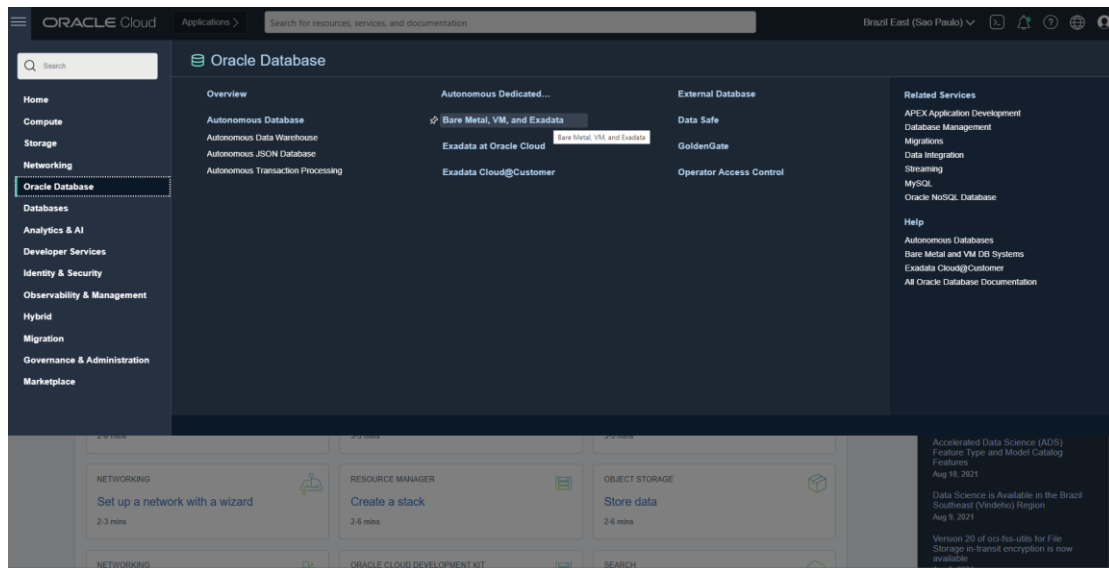 ORACLE Cloud
Applications >
Search for resources, services, and documentation
Brazil East (Sao Paulo)
Search
Home
Compute
Storage
Networking
Oracle Database
Databases
Analytics & AI
Developer Services
Identity & Security
Observability & Management
Hybrid
Migration
Governance & Administration
Marketplace
Oracle Database
Overview
Autonomous Database
Autonomous Data Warehouse
Autonomous JSON Database
Autonomous Transaction Processing
Autonomous Dedicated...
Bare Metal, VM, and Exadata
Bare Metal, VM, and Exadata
Exadata at Oracle Cloud
Exadata Cloud@Customer
External Database
Data Safe
GoldenGate
Operator Access Control
Related Services
APEX Application Development
Database Management
Migrations
Data Integration
Streaming
MySQL
Oracle NoSQL Database
Help
Autonomous Databases
Bare Metal and VM DB Systems
Exadata Cloud@Customer
All Oracle Database Documentation
NETWORKING
Set up a network with a wizard
2-3 mins
RESOURCE MANAGER
Create a stack
2-6 mins
OBJECT STORAGE
Store data
2-6 mins
NETWORKING
ORACLE CLOUD DEVELOPMENT KIT
SEARCH
Accelerated Data Science (ADS)
Feature Type and Model Catalog
Features
Aug 10, 2021
Data Science is Available in the Brazil
Southeast (Vinhedo) Region
Aug 9, 2021
Version 20 of oci-fss-utils for File
Storage in-transit encryption is now
available